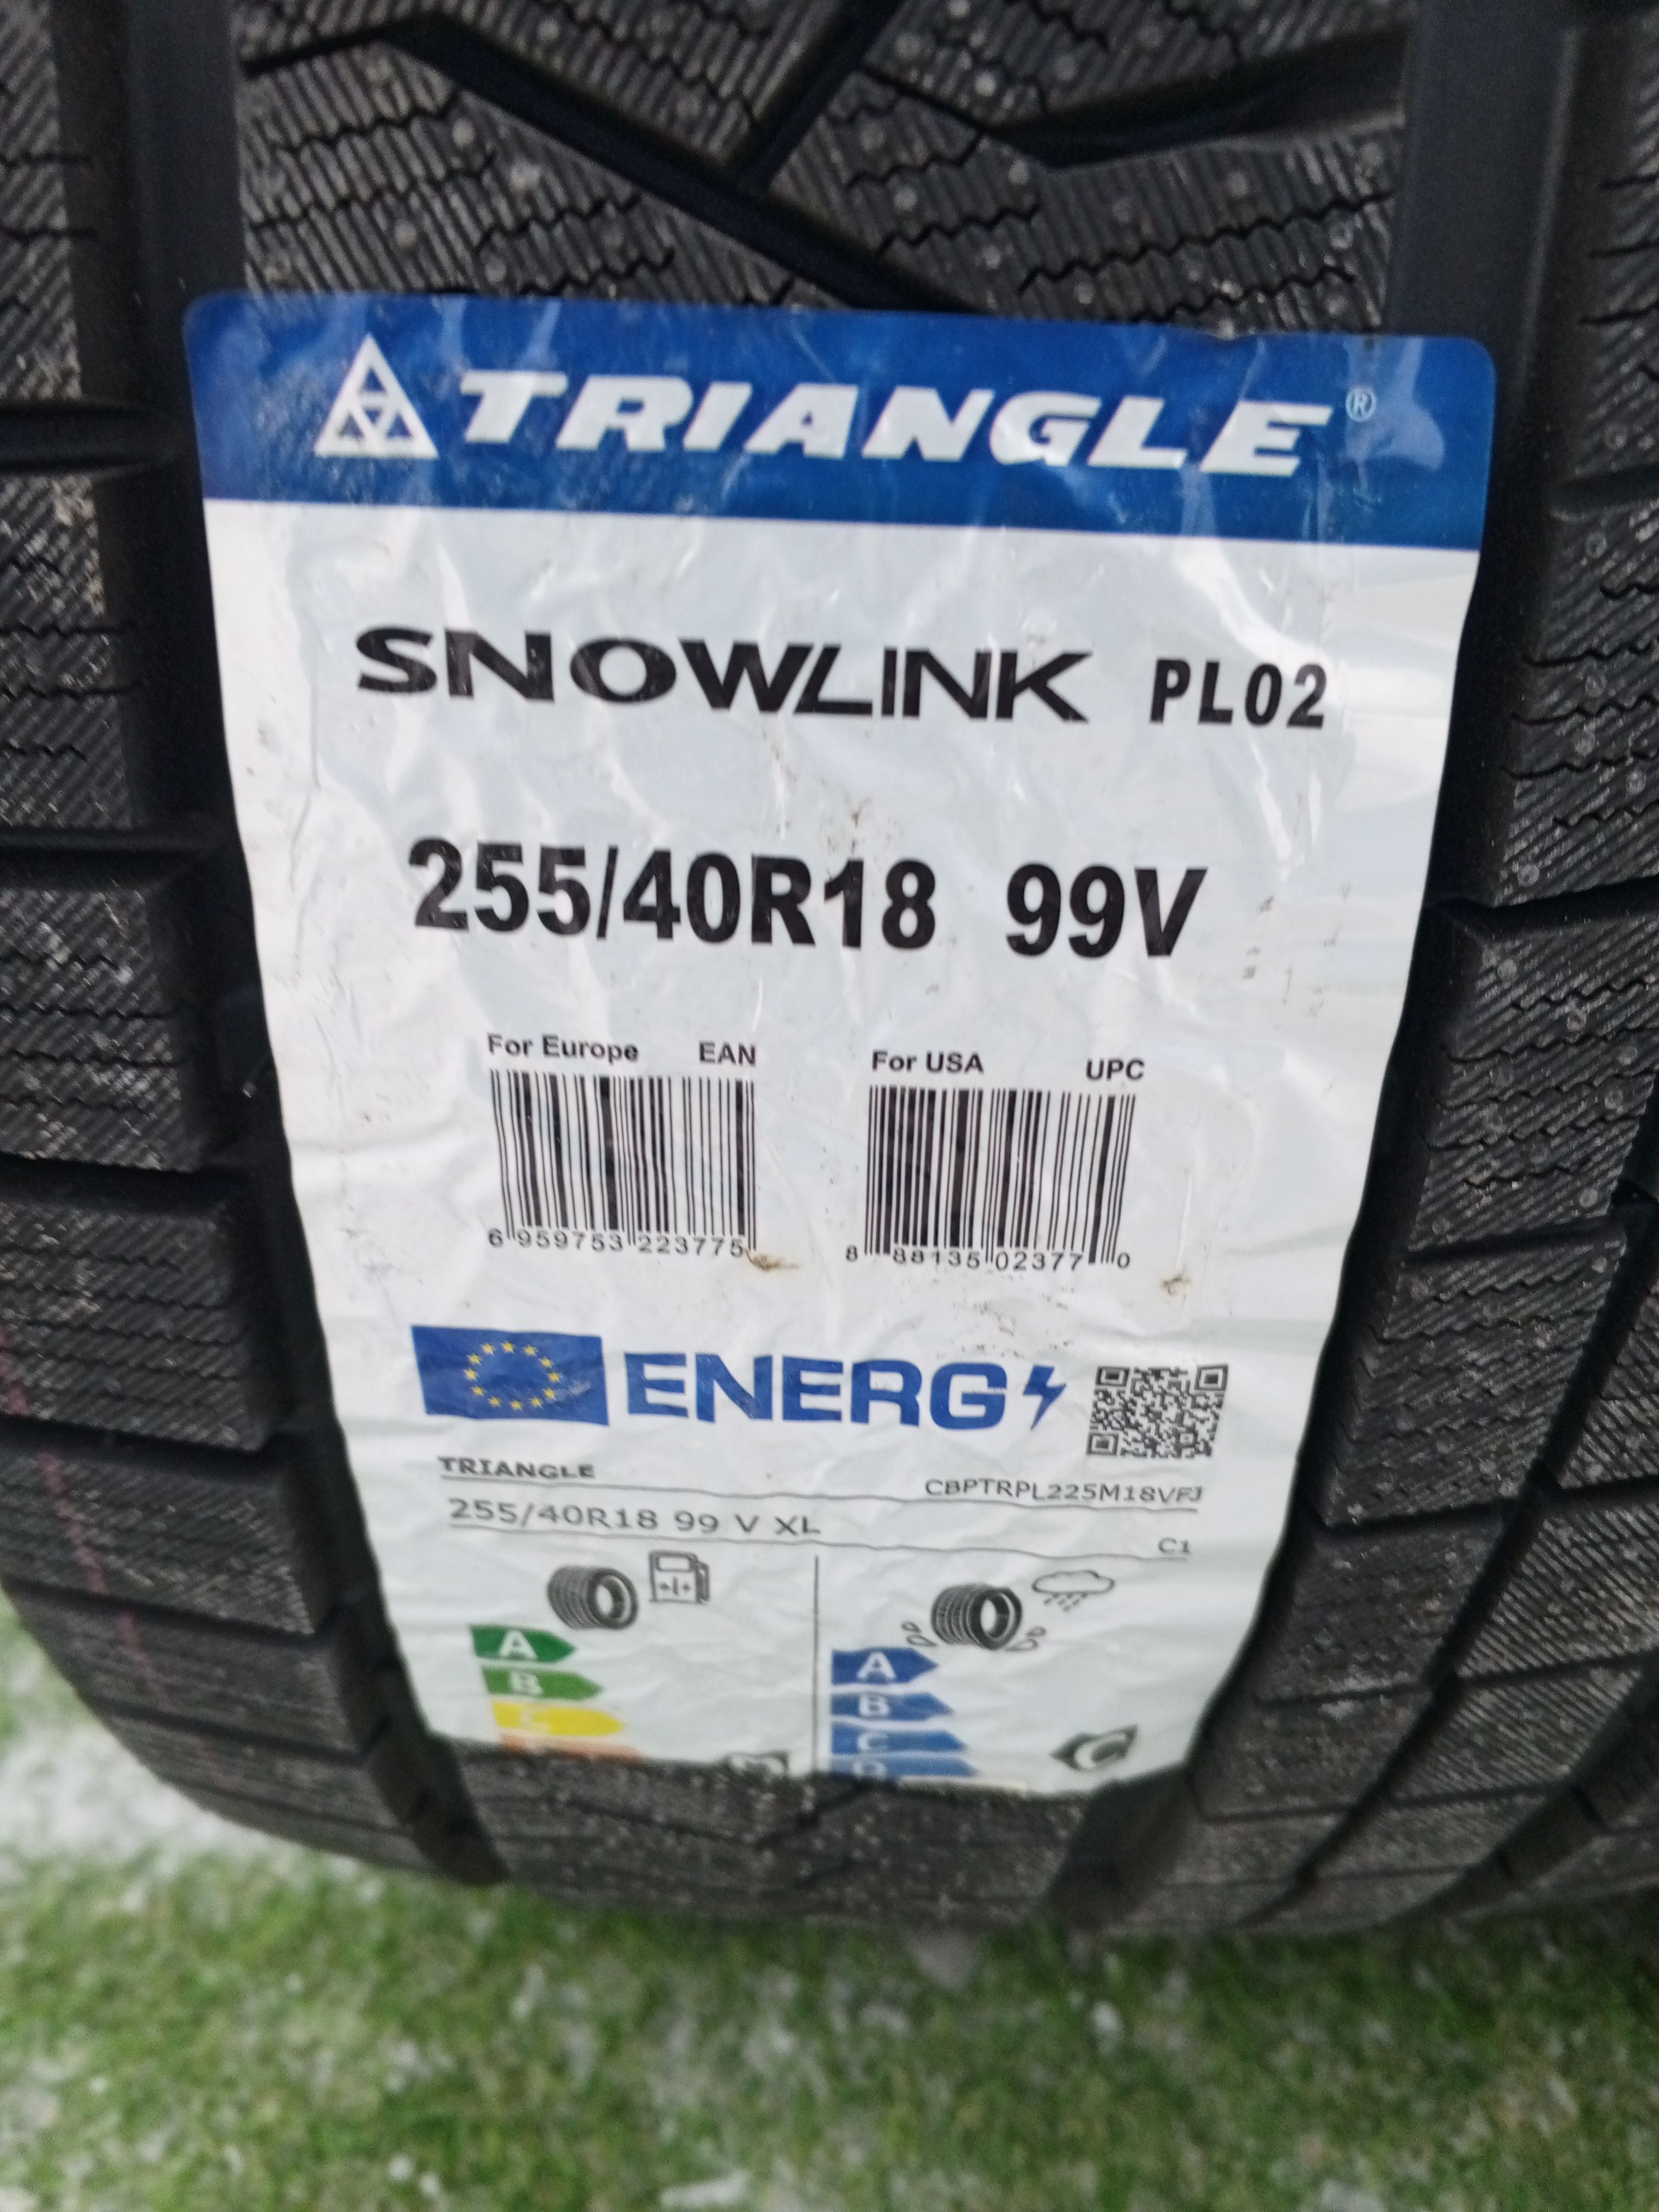 TRIANGLE®
SNOWLINK PL02
255/40R18 99V
For Europe EAN
For USA UPC
6 959753 223775
8 88135 02377 0
ENERG
TRIANGLE
CBPTRPL225M18VFJ
255/40R18 99 V XL
C1
A
B
A
B
C
D
C